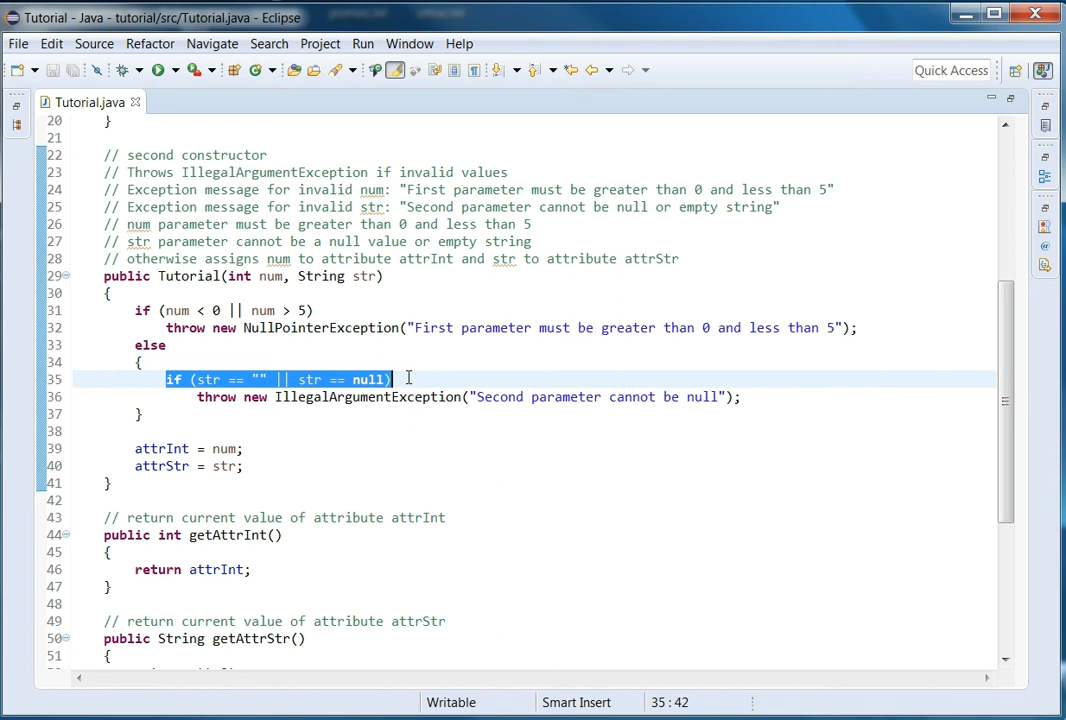 Tutorial - Java - tutorial/src/Tutorial.java - Eclipse
File Edit Source Refactor Navigate Search Project Run Window Help
Quick Access
Tutorial.java
20 }
21
22 // second constructor
23 // Throws IllegalArgumentException if invalid values
24 // Exception message for invalid num: "First parameter must be greater than 0 and less than 5"
25 // Exception message for invalid str: "Second parameter cannot be null or empty string"
26 // num parameter must be greater than 0 and less than 5
27 // str parameter cannot be a null value or empty string
28 // otherwise assigns num to attribute attrInt and str to attribute attrStr
29 public Tutorial(int num, String str)
30 {
31 if (num < 0 || num > 5)
32 throw new NullPointerException("First parameter must be greater than 0 and less than 5");
33 else
34 {
35 if (str == "" || str == null)
36 throw new IllegalArgumentException("Second parameter cannot be null");
37 }
38
39 attrInt = num;
40 attrStr = str;
41 }
42
43 // return current value of attribute attrInt
44 public int getAttrInt()
45 {
46 return attrInt;
47 }
48
49 // return current value of attribute attrStr
50 public String getAttrStr()
51 {
Writable Smart Insert 35 : 42